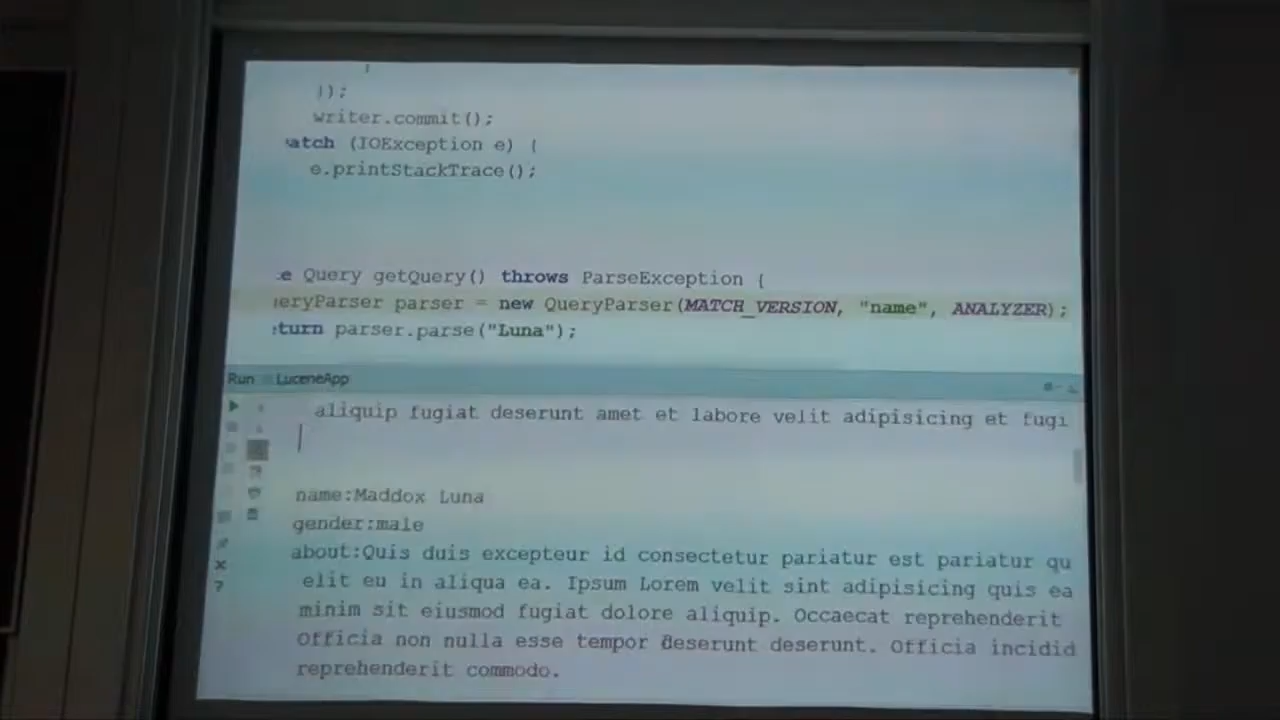 });
writer.commit();
atch (IOException e) {
e.printStackTrace();
e Query getQuery() throws ParseException {
eryParser parser = new QueryParser(MATCH_VERSION, "name", ANALYZER);
turn parser.parse("Luna");
Run LuceneApp
aliquip fugiat deserunt amet et labore velit adipisicing et fugi
name:Maddox Luna
gender:male
about:Quis duis excepteur id consectetur pariatur est pariatur qu
elit eu in aliqua ea. Ipsum Lorem velit sint adipisicing quis ea
minim sit eiusmod fugiat dolore aliquip. Occaecat reprehenderit
Officia non nulla esse tempor deserunt deserunt. Officia incidid
reprehenderit commodo.